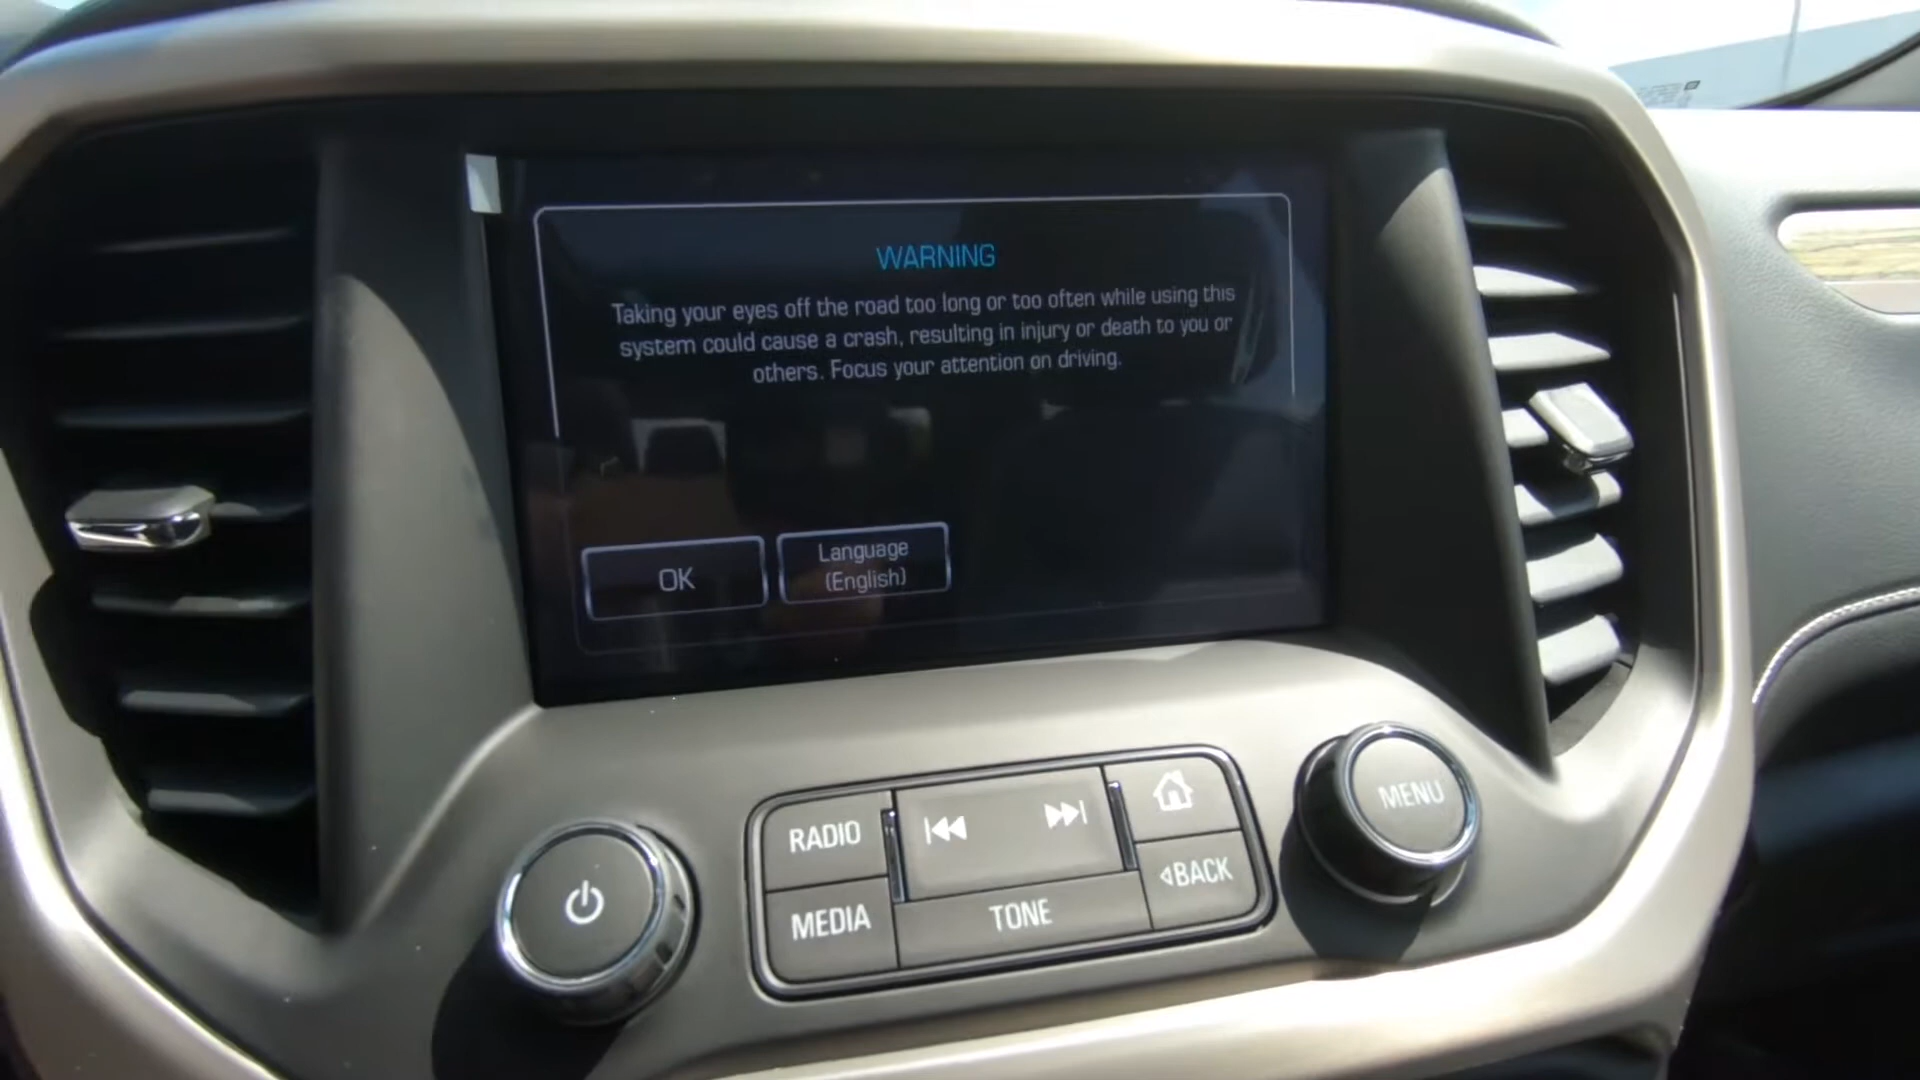 WARNING
Taking your eyes off the road too long or too often while using this
system could cause a crash, resulting in injury or death to you or
others. Focus your attention on driving.
OK
Language
(English)
RADIO
MEDIA
TONE
BACK
MENU